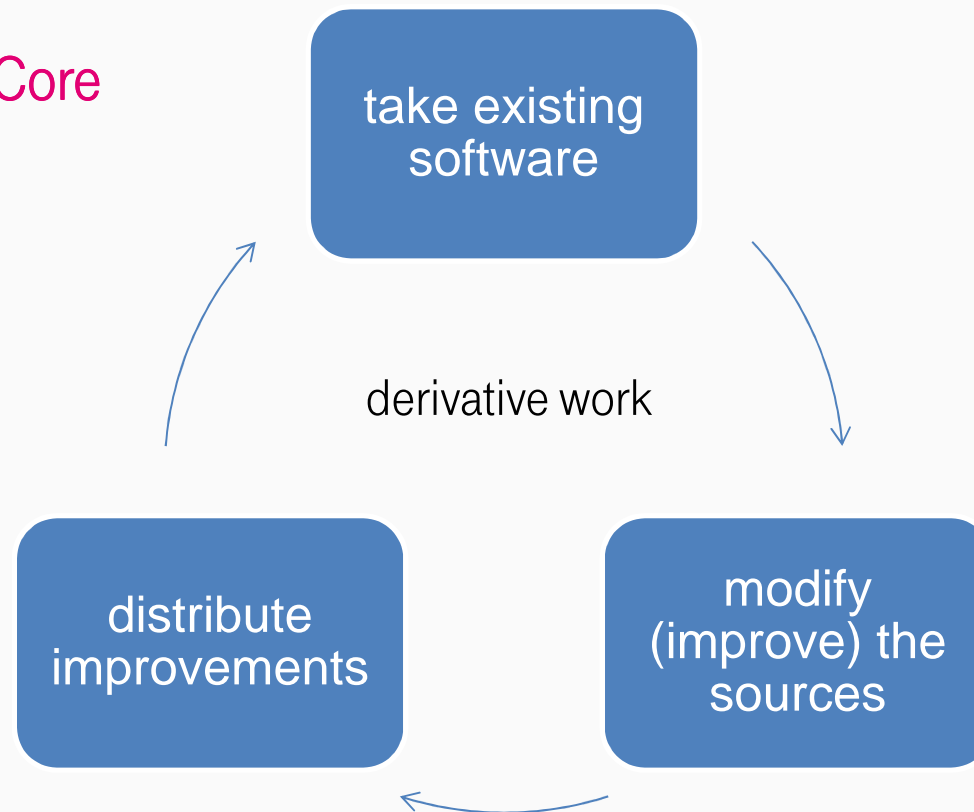 Core
take existing
software
derivative work
distribute
improvements
modify
(improve) the
sources